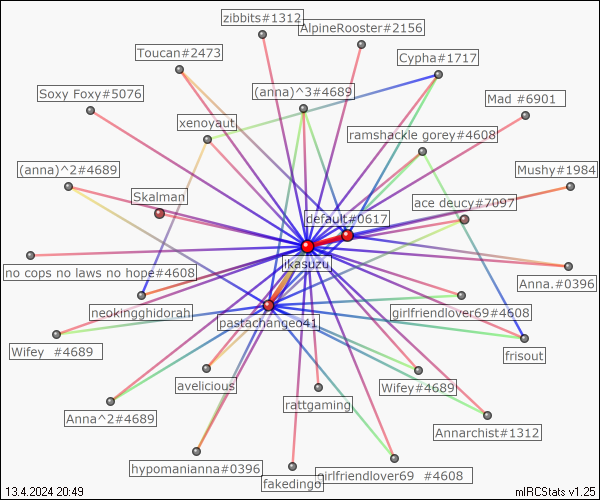 zibbits#1312
AlpineRooster#2156
Toucan#2473
Cypha#1717
Soxy Foxy#5076
(anna)^3#4689
Mad #6901
xenoyaut
ramshackle gorey#4608
(anna)^2#4689
Mushy#1984
Skalman
ace deucy#7097
default#0617
jikasuzu
no cops no laws no hope#4608
Anna.#0396
neokingghidorah
girlfriendlover69#4608
pastachange041
Wifey #4689
frisout
avelicious
Wifey#4689
rattgaming
Anna^2#4689
Annarchist#1312
hypomanianna#0396
girlfriendlover69 #4608
fakedingo
13.4.2024 20:49
mIRCStats v1.25